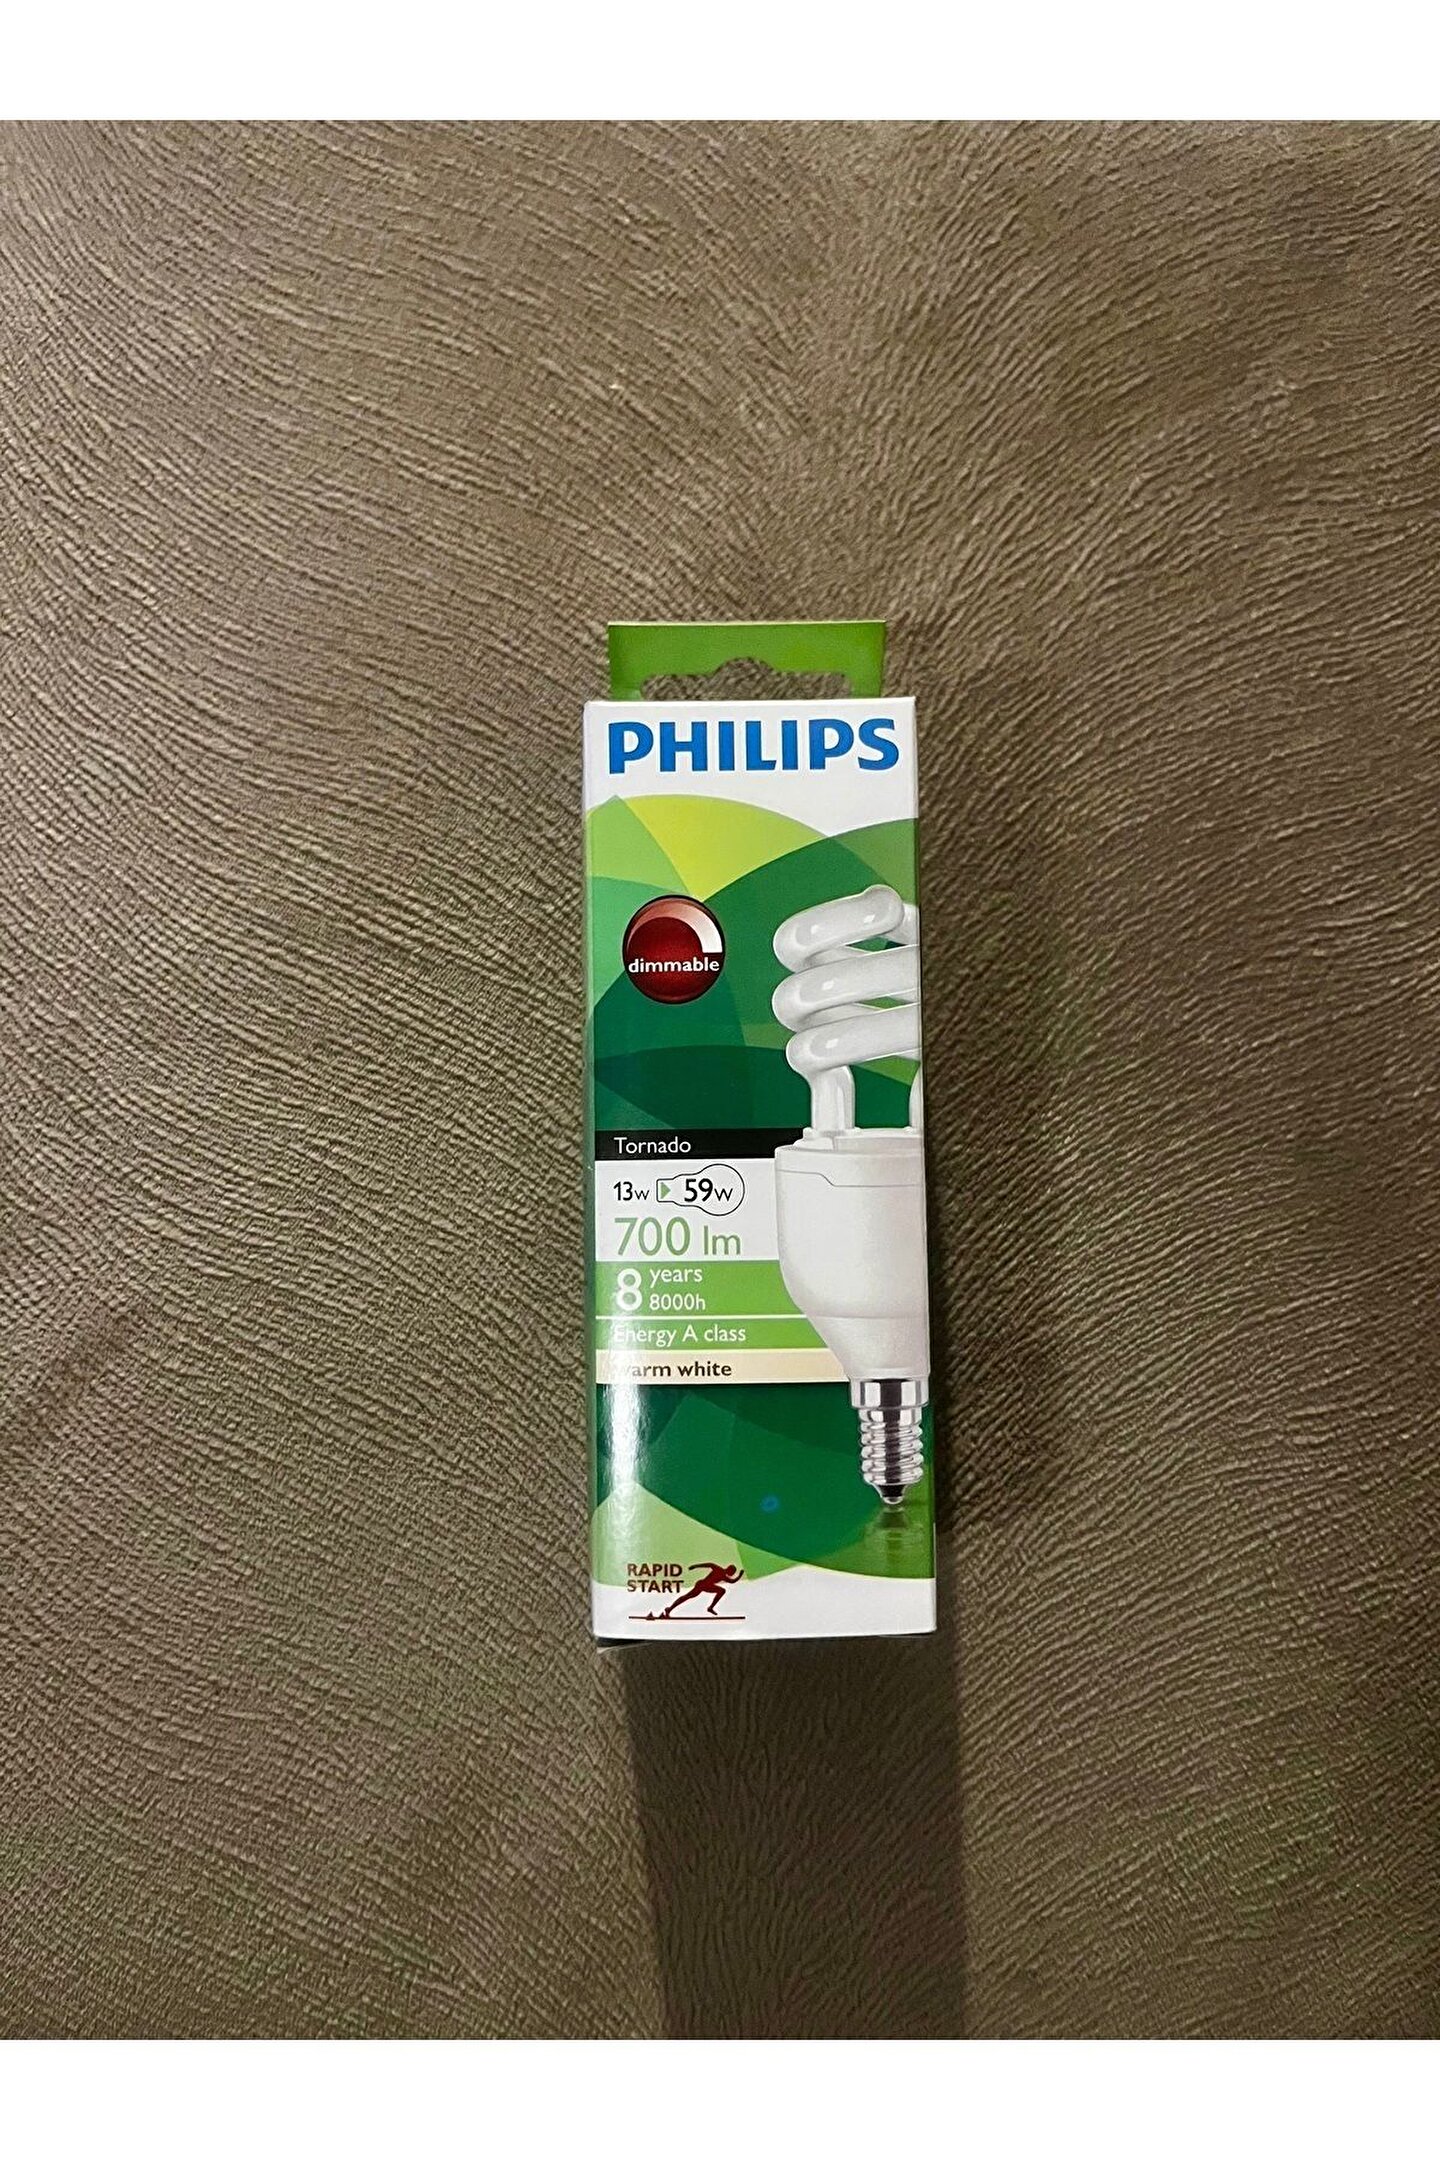 PHILIPS
dimmable
Tornado
13w 59w
700 lm
8 years
8000h
Energy A class
warm white
RAPID
START